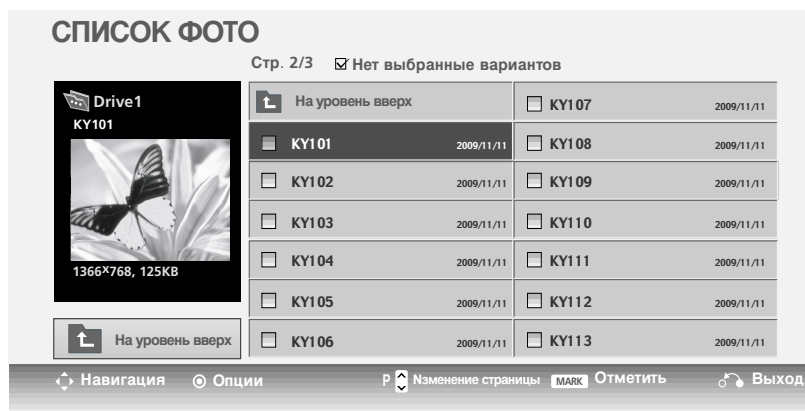 СПИСОК ФОТО
Стр. 2/3 Нет выбранные вариантов
Drive1
KY101
1366x768, 125KB
На уровень вверх
На уровень вверх
KY101 2009/11/11
KY102 2009/11/11
KY103 2009/11/11
KY104 2009/11/11
KY105 2009/11/11
KY106 2009/11/11
KY107 2009/11/11
KY108 2009/11/11
KY109 2009/11/11
KY110 2009/11/11
KY111 2009/11/11
KY112 2009/11/11
KY113 2009/11/11
Навигация Опции P Nзменение страницы MARK Отметить Выход